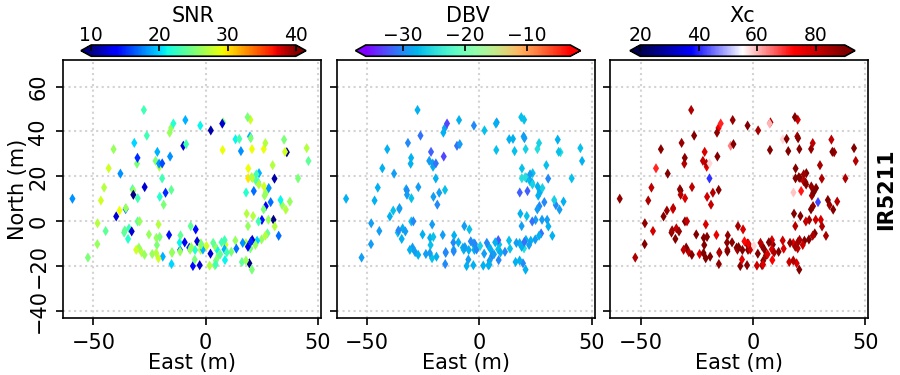 SNR
DBV
Xc
10 20 30 40
−30 −20 −10
20 40 60 80
North (m)
60
40
20
0
−20
−40
−50 0 50
−50 0 50
−50 0 50
East (m)
East (m)
East (m)
IR5211